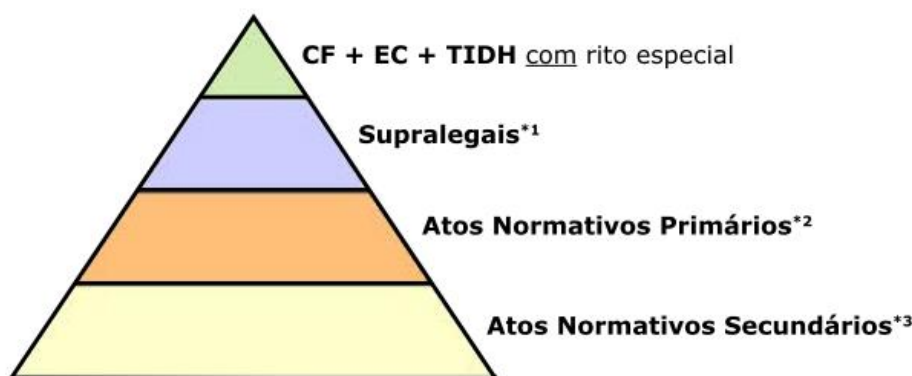 CF + EC + TIDH com rito especial
Supralegais*1
Atos Normativos Primários*2
Atos Normativos Secundários*3